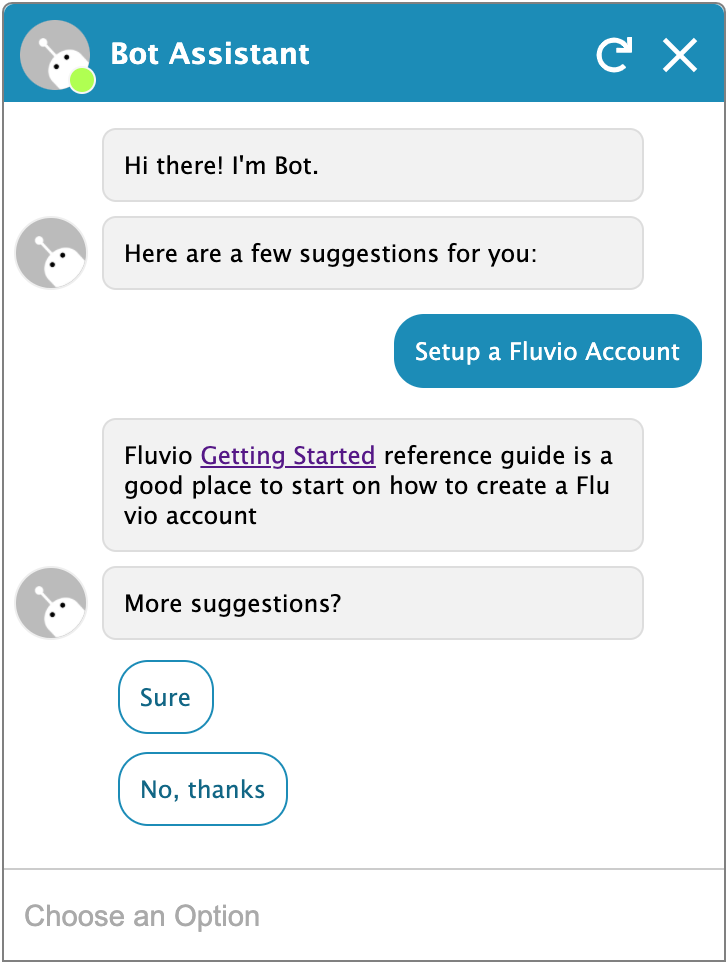 Bot Assistant
Hi there! I'm Bot.
Here are a few suggestions for you:
Setup a Fluvio Account
Fluvio Getting Started reference guide is a
good place to start on how to create a Flu
vio account
More suggestions?
Sure
No, thanks
Choose an Option